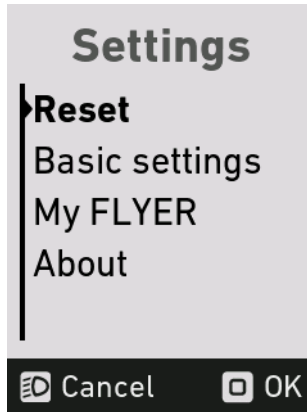 Settings
Reset
Basic settings
My FLYER
About
Cancel OK